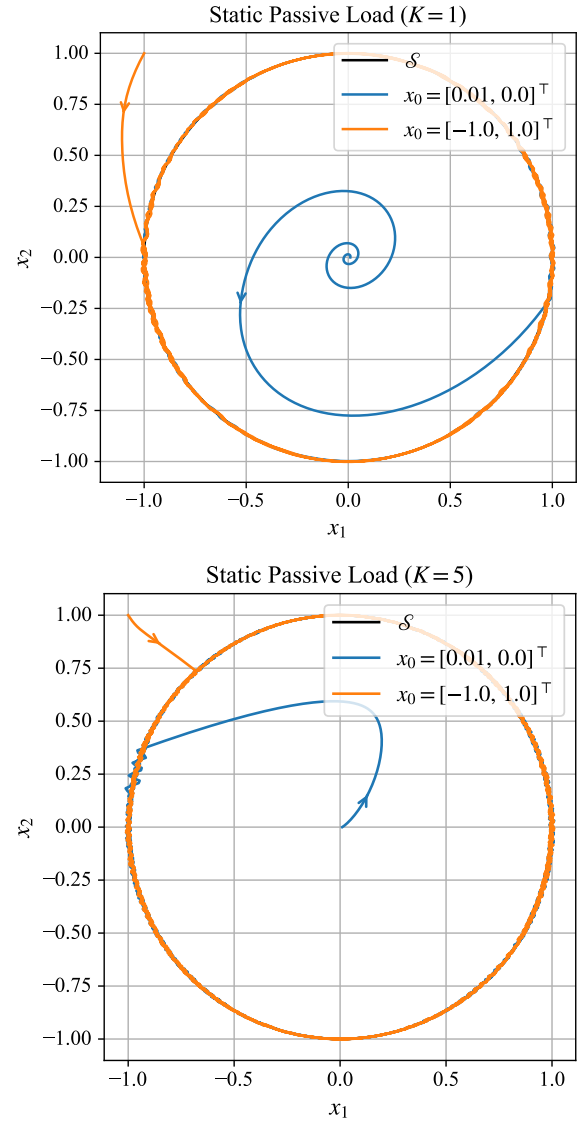 Static Passive Load (K = 1)
1.00
0.75
0.50
0.25
0.00
−0.25
−0.50
−0.75
−1.00
x₂
𝒮
x₀ = [0.01, 0.0]⊤
x₀ = [−1.0, 1.0]⊤
−1.0
−0.5
0.0
0.5
1.0
x₁
Static Passive Load (K = 5)
1.00
0.75
0.50
0.25
0.00
−0.25
−0.50
−0.75
−1.00
x₂
𝒮
x₀ = [0.01, 0.0]⊤
x₀ = [−1.0, 1.0]⊤
−1.0
−0.5
0.0
0.5
1.0
x₁